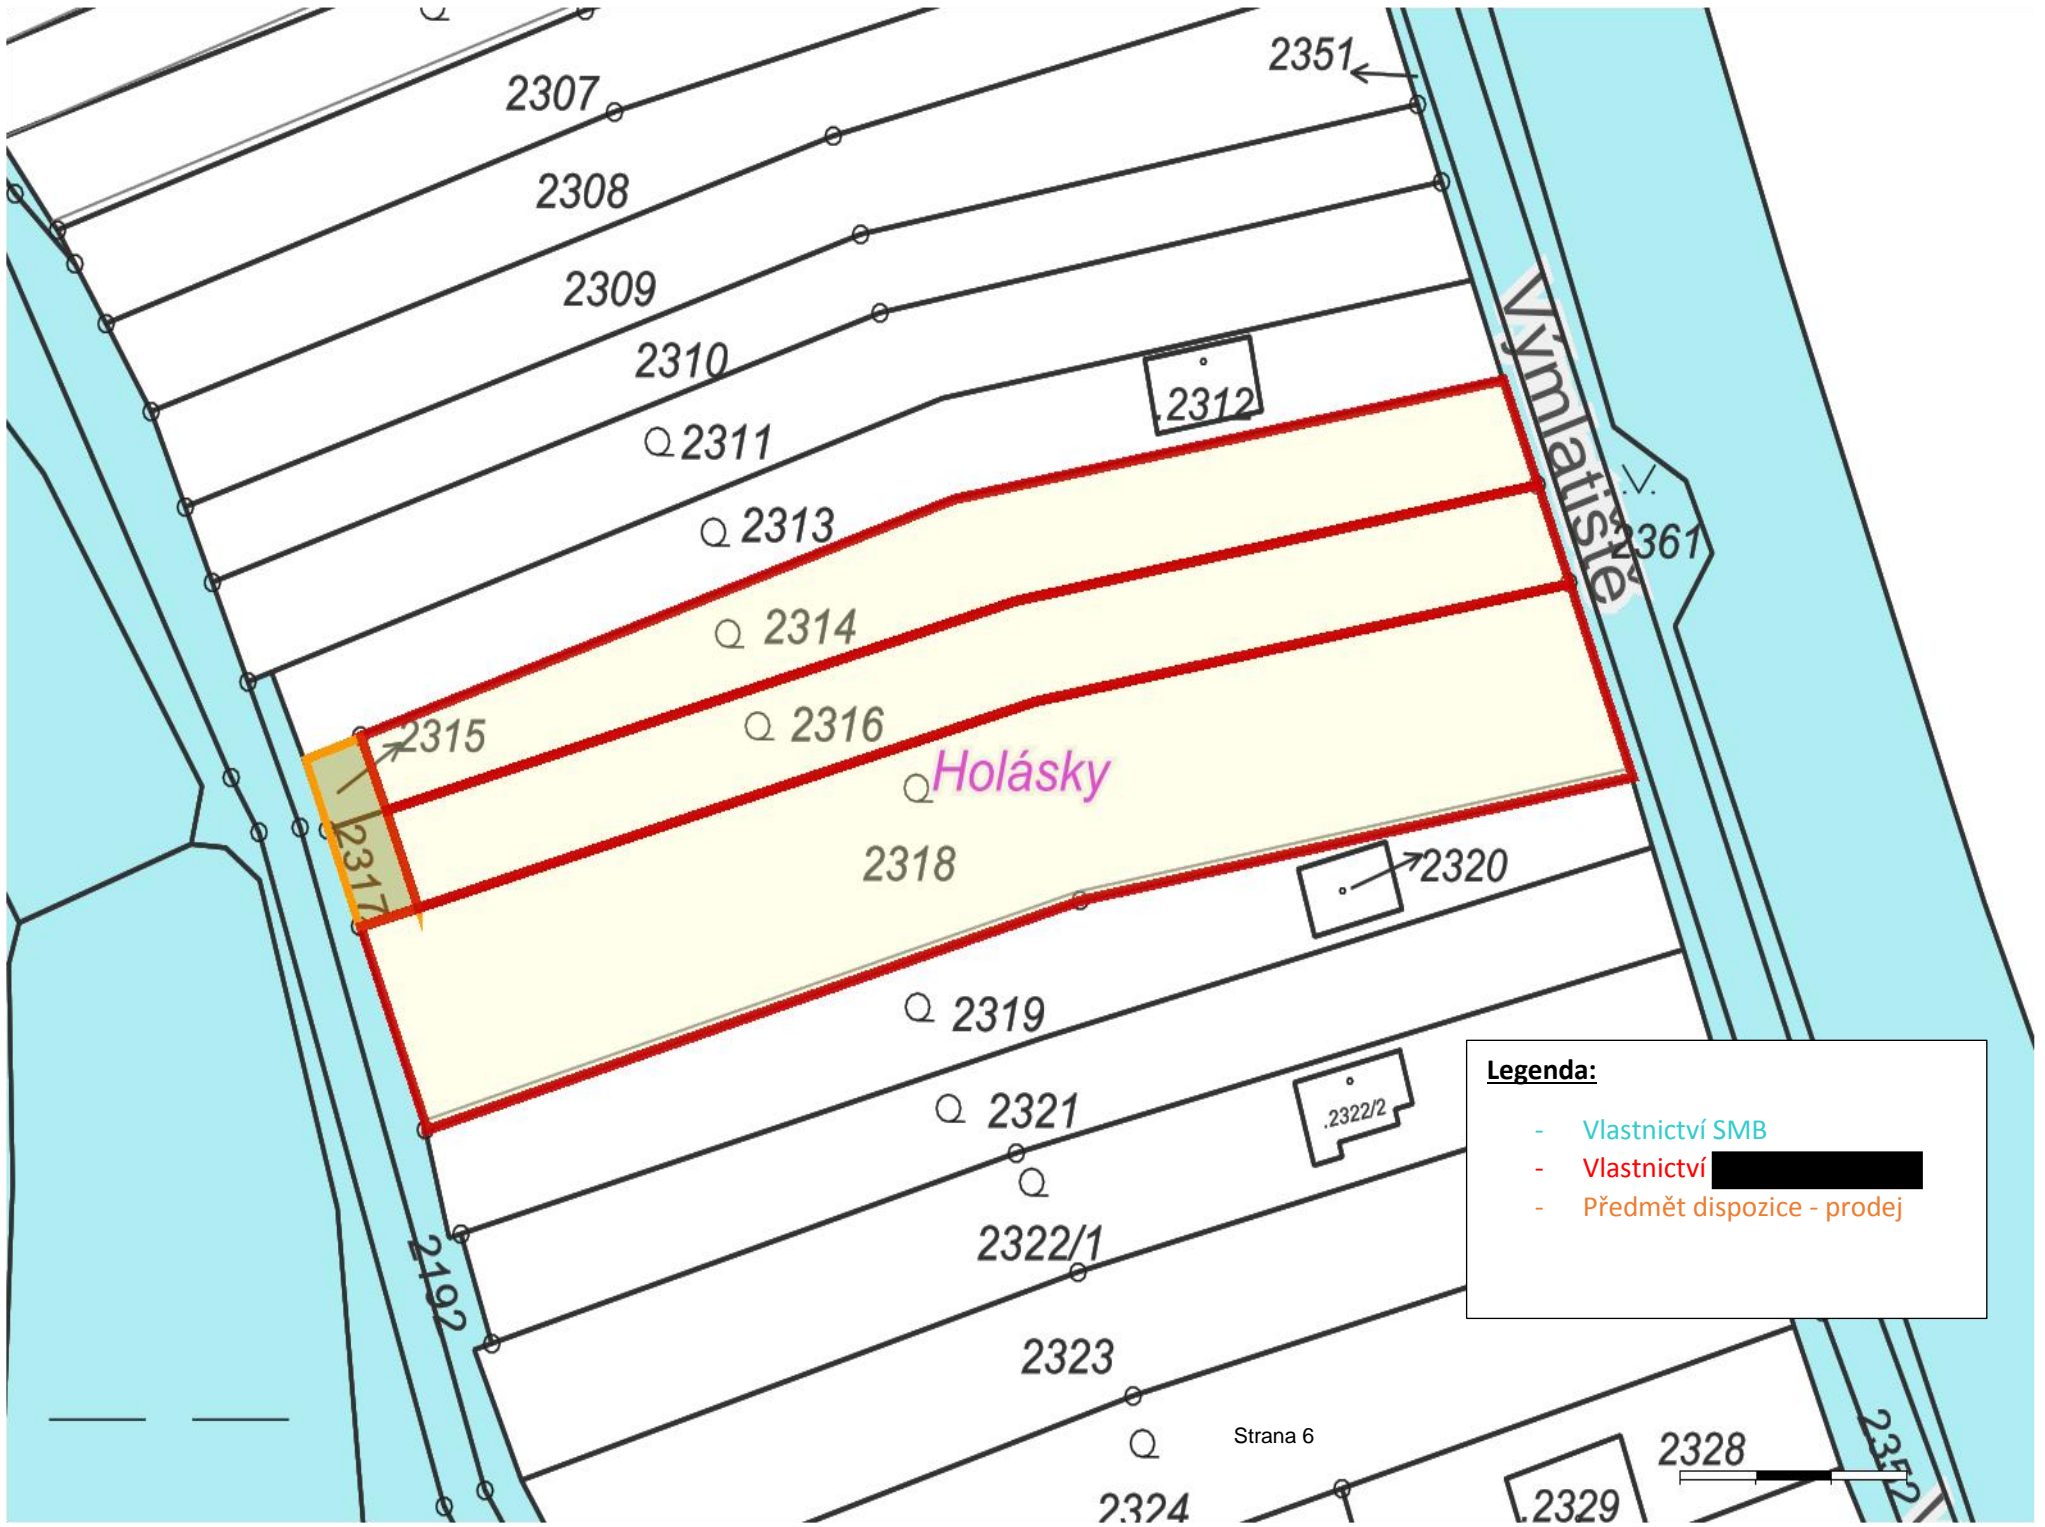 2351
2307
2308
2309
2310
.2312
Q 2311
Výmlatiště
Q 2313
2361
Q 2314
2315
Q 2316
Holásky
Q
2317
2318
2320
Q 2319
Legenda:
- Vlastnictví SMB
- Vlastnictví
- Předmět dispozice - prodej
Q 2321
.2322/2
Q
2322/1
2192
2323
Strana 6
Q
2328
2352
2324
.2329